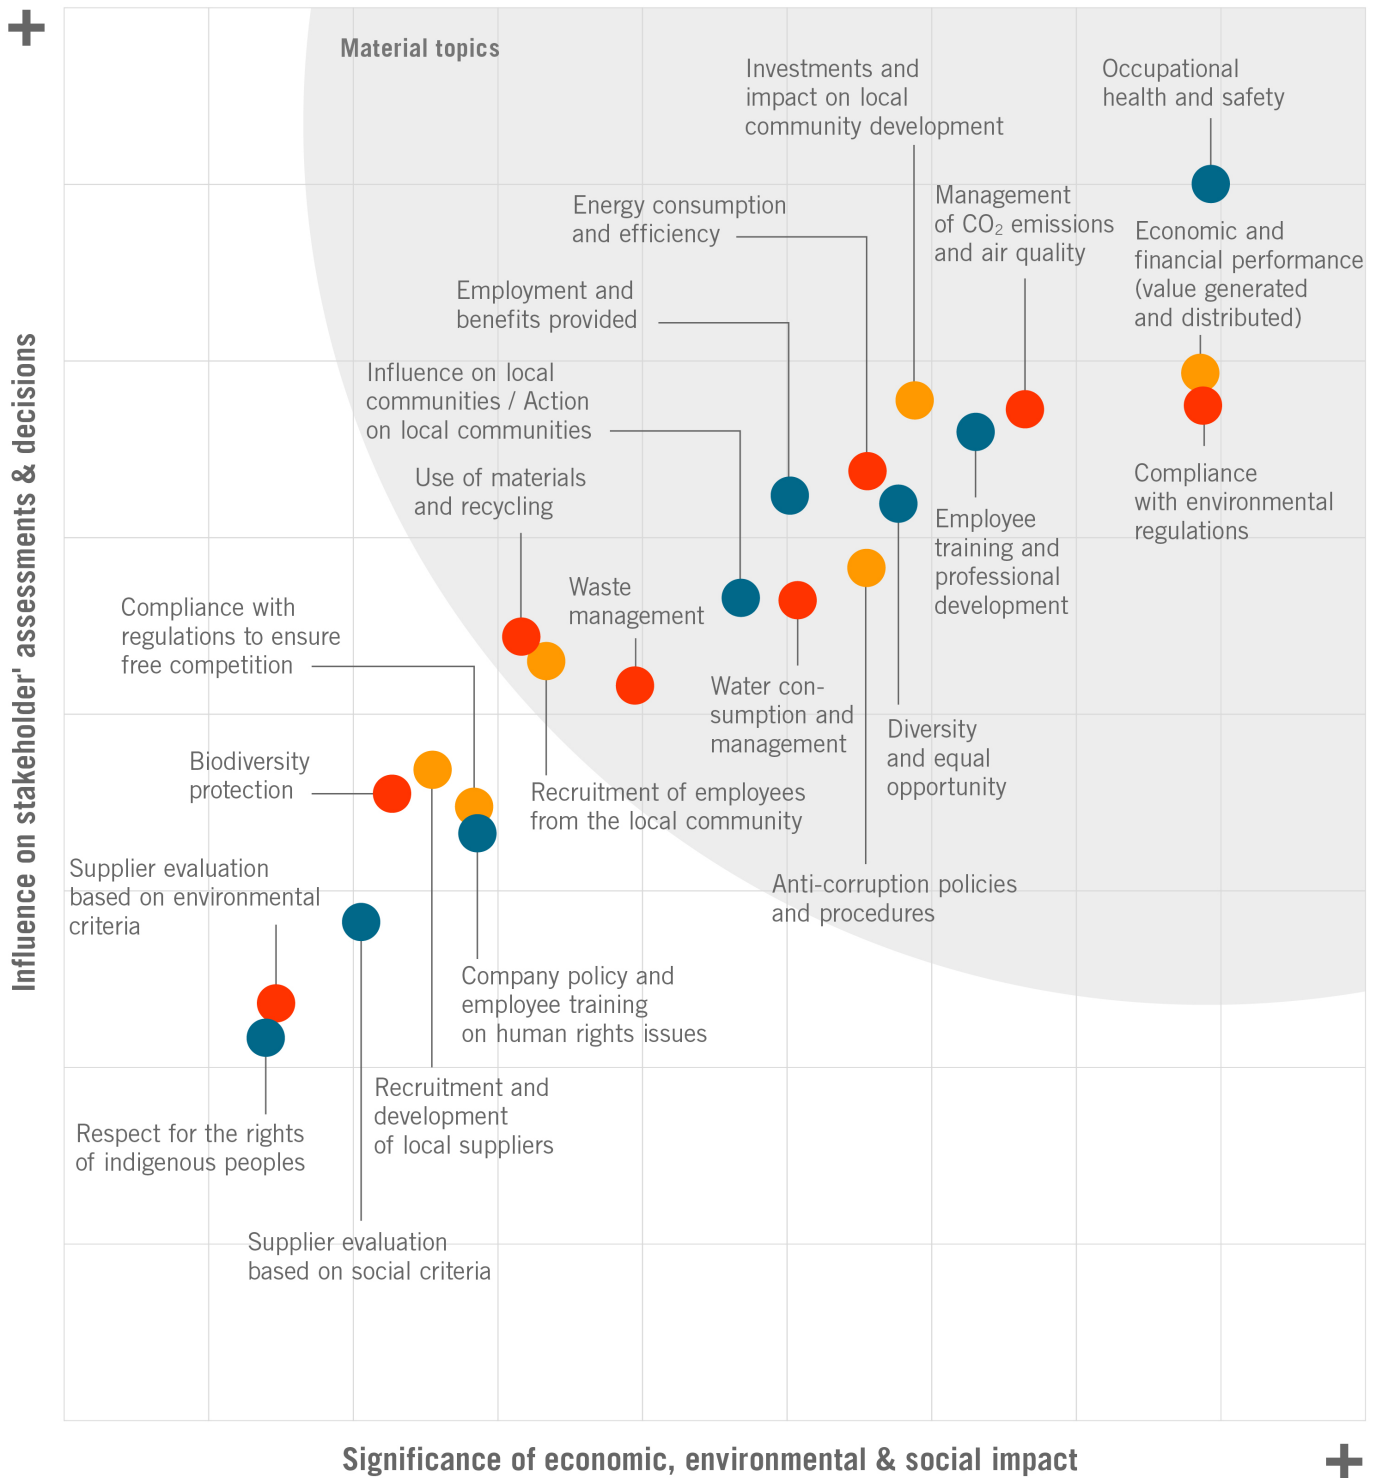 +
Material topics
Investments and
impact on local
community development
Occupational
health and safety
Energy consumption
and efficiency
Management
of CO₂ emissions
and air quality
Economic and
financial performance
(value generated
and distributed)
Employment and
benefits provided
Influence on local
communities / Action
on local communities
Use of materials
and recycling
Compliance
with environmental
regulations
Employee
training and
professional
development
Waste
management
Compliance with
regulations to ensure
free competition
Water con-
sumption and
management
Diversity
and equal
opportunity
Biodiversity
protection
Recruitment of employees
from the local community
Supplier evaluation
based on environmental
criteria
Anti-corruption policies
and procedures
Company policy and
employee training
on human rights issues
Recruitment and
development
of local suppliers
Respect for the rights
of indigenous peoples
Supplier evaluation
based on social criteria
Influence on stakeholder' assessments & decisions
Significance of economic, environmental & social impact
+